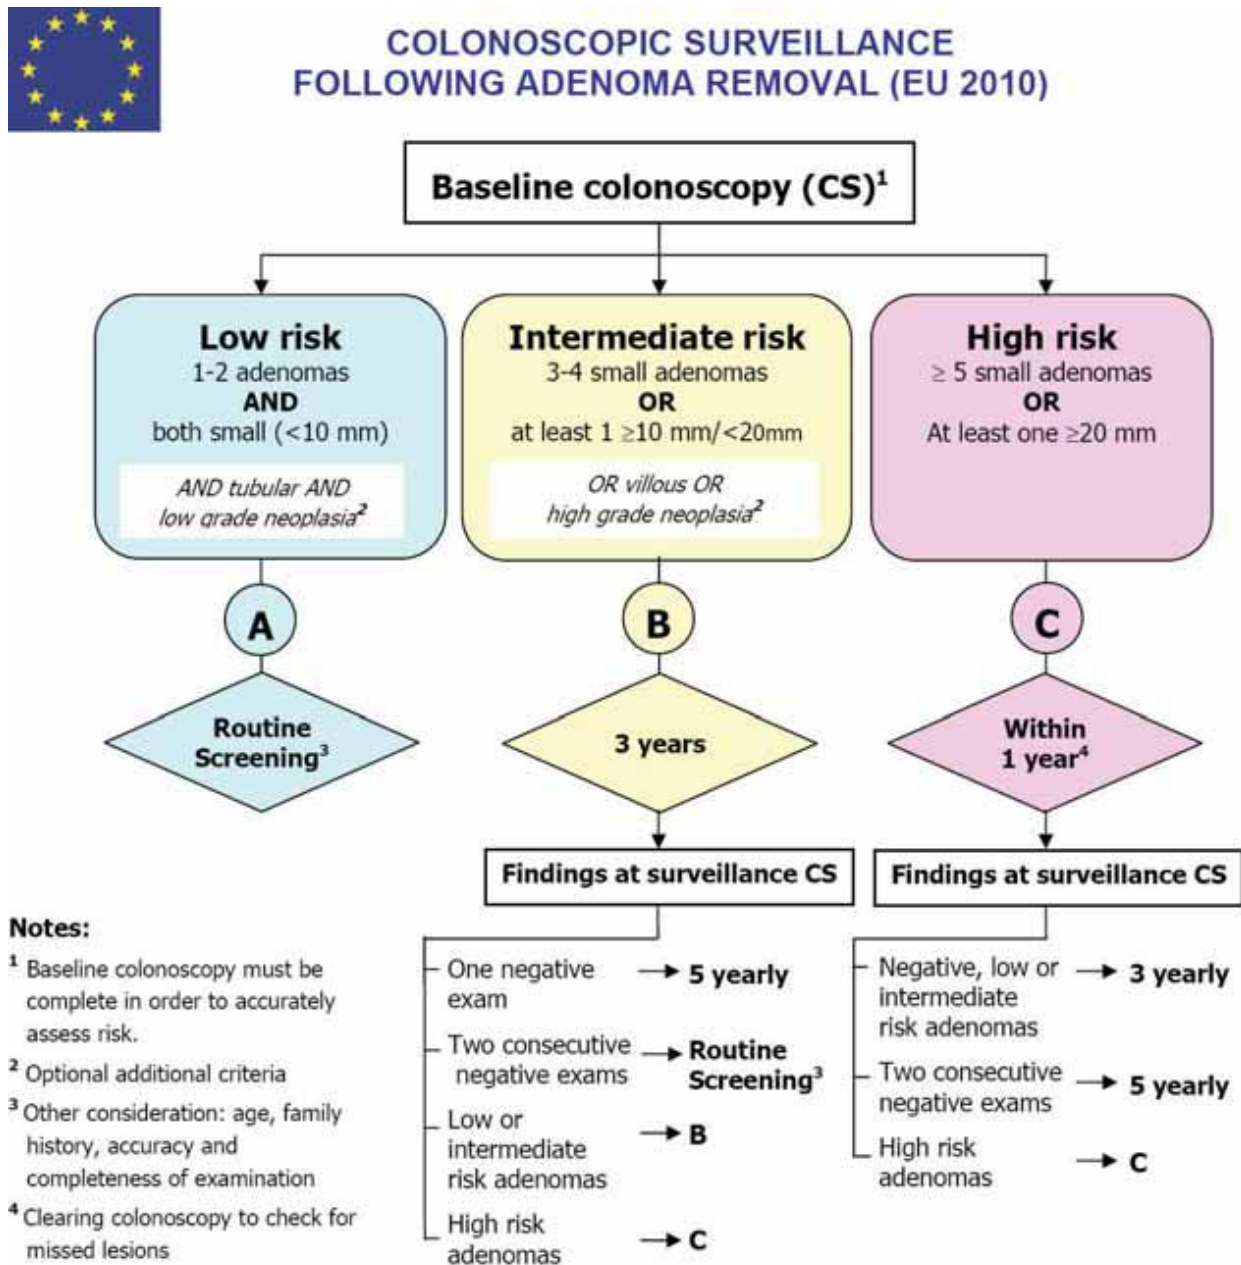 COLONOSCOPIC SURVEILLANCE
FOLLOWING ADENOMA REMOVAL (EU 2010)
Baseline colonoscopy (CS)¹
Low risk
1-2 adenomas
AND
both small (<10 mm)
AND tubular AND
low grade neoplasia²
Intermediate risk
3-4 small adenomas
OR
at least 1 ≥10 mm/<20mm
OR villous OR
high grade neoplasia²
High risk
≥ 5 small adenomas
OR
At least one ≥20 mm
A
B
C
Routine
Screening³
3 years
Within
1 year⁴
Findings at surveillance CS
One negative
exam
5 yearly
Two consecutive
negative exams
Routine
Screening³
Low or
intermediate
risk adenomas
B
High risk
adenomas
C
Findings at surveillance CS
Negative, low or
intermediate
risk adenomas
3 yearly
Two consecutive
negative exams
5 yearly
High risk
adenomas
C
Notes:
¹ Baseline colonoscopy must be
complete in order to accurately
assess risk.
² Optional additional criteria
³ Other consideration: age, family
history, accuracy and
completeness of examination
⁴ Clearing colonoscopy to check for
missed lesions